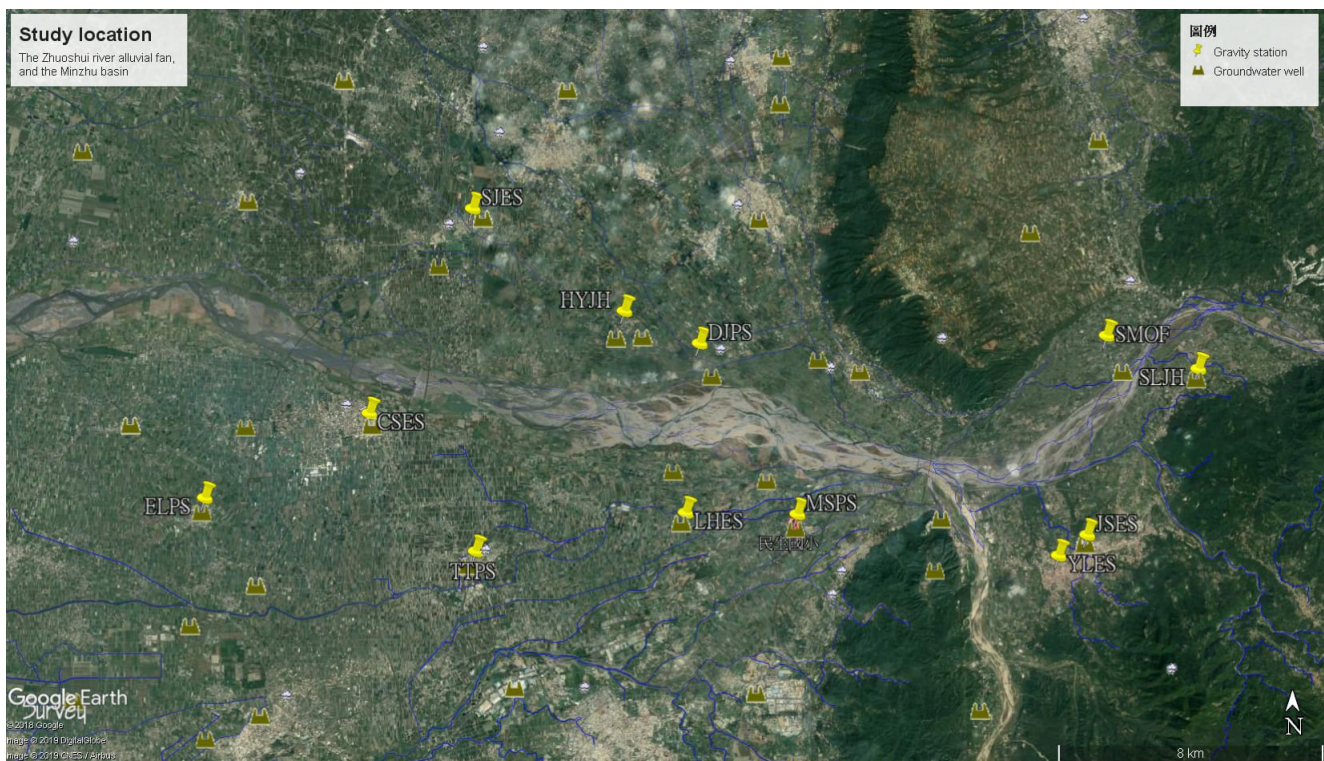 Study location
The Zhuoshui river alluvial fan,
and the Minzhu basin
圖例
Gravity station
Groundwater well
SJES
HYJH
DJPS
SMOF
SLJH
CSES
ELPS
LHES
MSPS
民生國小
JSES
YLES
TTPS
Google Earth
Survey
©2018 Google
Image © 2019 DigitalGlobe
Image © 2019 CNES / Airbus
8 km
N